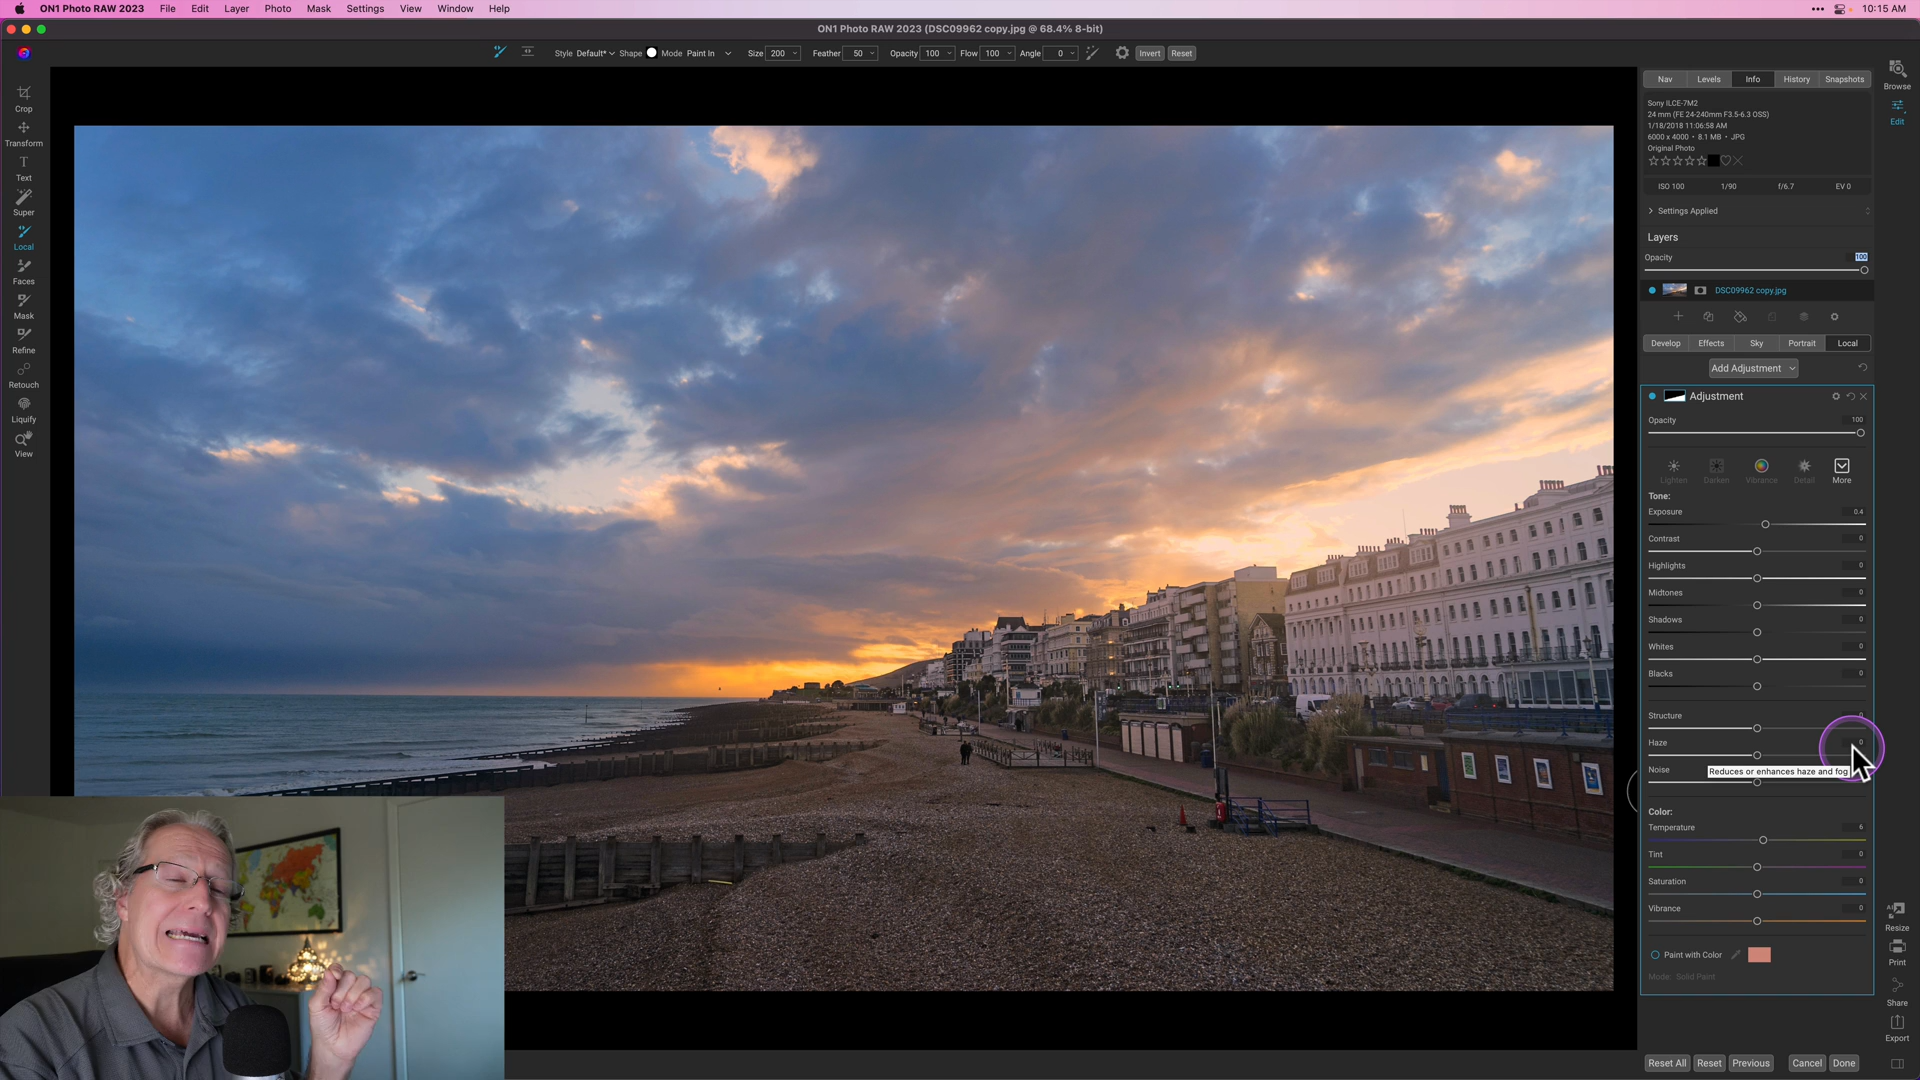 ON1 Photo RAW 2023 File Edit Layer Photo Mask Settings View Window Help 10:15 AM
ON1 Photo RAW 2023 (DSC09962 copy.jpg @ 68.4% 8-bit)
Style Default* Shape Mode Paint In Size 200 Feather 50 Opacity 100 Flow 100 Angle 0 Invert Reset
Crop
Transform
Text
Super
Local
Faces
Mask
Refine
Retouch
Liquify
View
Nav Levels Info History Snapshots
Sony ILCE-7M2
24 mm (FE 24-240mm F3.5-6.3 OSS)
1/18/2018 11:06:58 AM
6000 x 4000 • 8.1 MB • JPG
Original Photo
ISO 100 1/90 f/6.7 EV 0
Settings Applied
Layers
Opacity 100
DSC09962 copy.jpg
Develop Effects Sky Portrait Local
Add Adjustment
Adjustment
Opacity 100
Lighten Darken Vibrance Detail More
Tone:
Exposure 0.4
Contrast 0
Highlights 0
Midtones 0
Shadows 0
Whites 0
Blacks 0
Structure 0
Haze 0
Noise
Reduces or enhances haze and fog
Color:
Temperature 6
Tint 0
Saturation 0
Vibrance 0
Paint with Color
Mode: Solid Paint
Reset All Reset Previous Cancel Done
Browse
Edit
Resize
Print
Share
Export